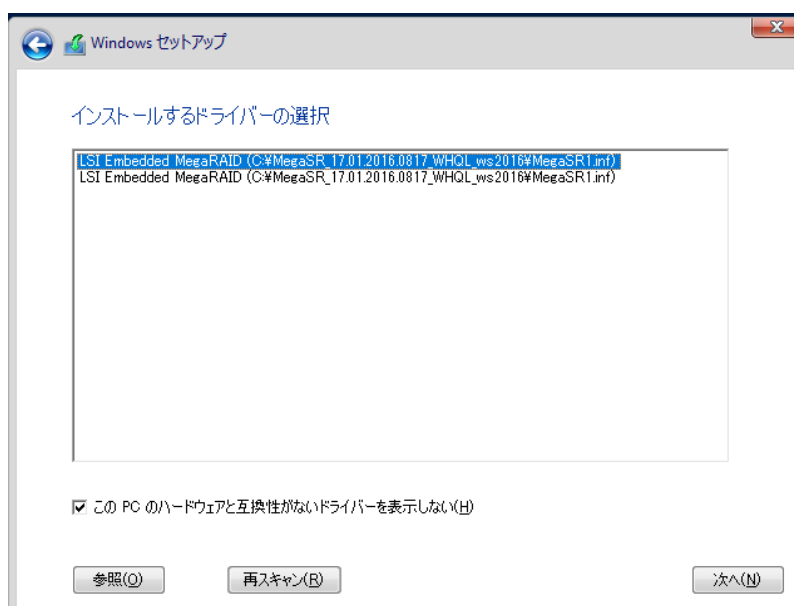 Windows セットアップ
インストールするドライバーの選択
LSI Embedded MegaRAID (C:¥MegaSR_17.01.2016.0817_WHQL_ws2016¥MegaSR1.inf)
LSI Embedded MegaRAID (C:¥MegaSR_17.01.2016.0817_WHQL_ws2016¥MegaSR1.inf)
この PC のハードウェアと互換性がないドライバーを表示しない(H)
参照(O)
再スキャン(R)
次へ(N)